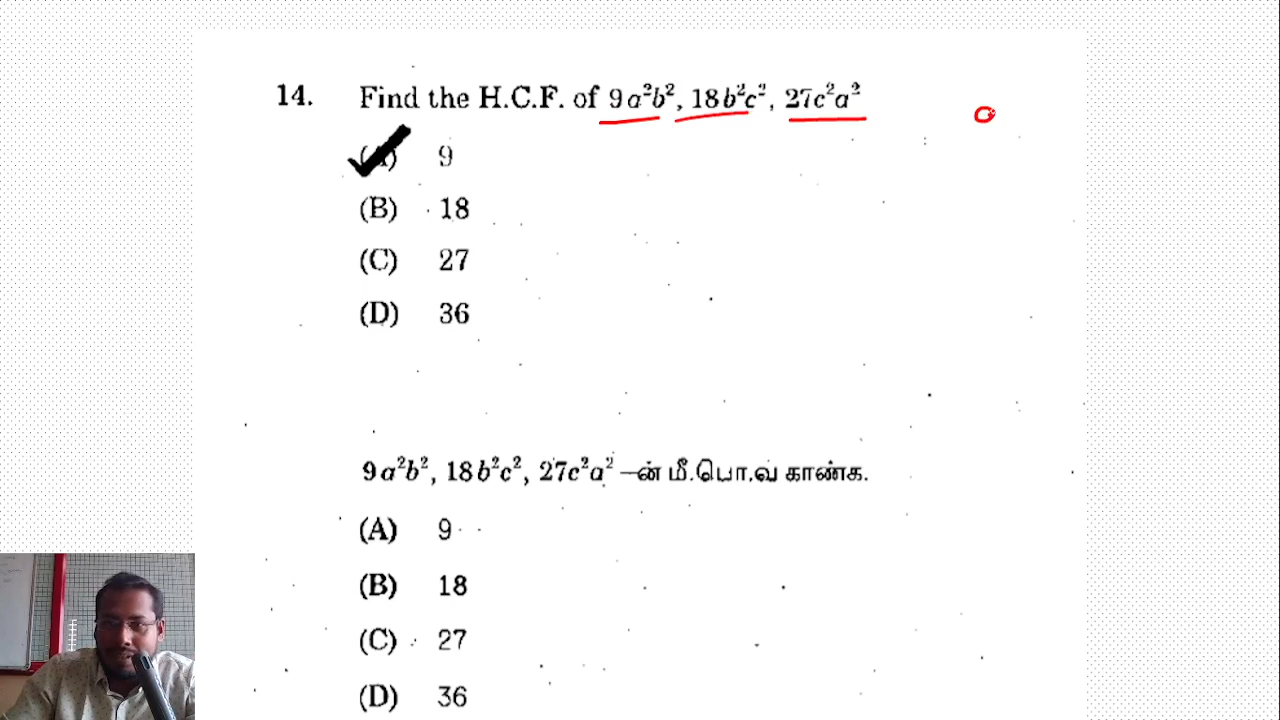 14. Find the H.C.F. of 9a²b², 18b²c², 27c²a²
(A) 9
(B) 18
(C) 27
(D) 36
9a²b², 18b²c², 27c²a² –ன் மீ.பொ.வ காண்க.
(A) 9
(B) 18
(C) 27
(D) 36